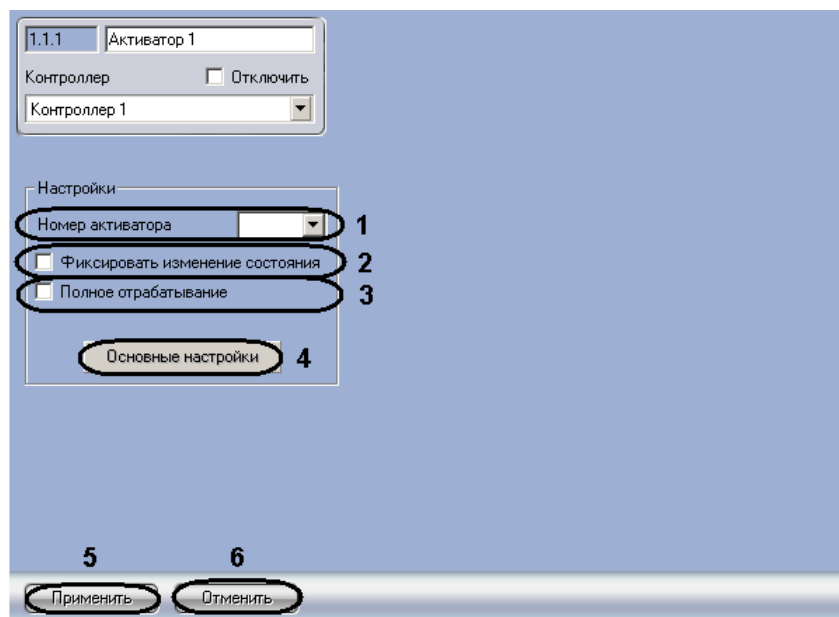 1.1.1 Активатор 1
Контроллер Отключить
Контроллер 1
Настройки
Номер активатора 1
Фиксировать изменение состояния 2
Полное отрабатывание 3
Основные настройки 4
5 6
Применить Отменить